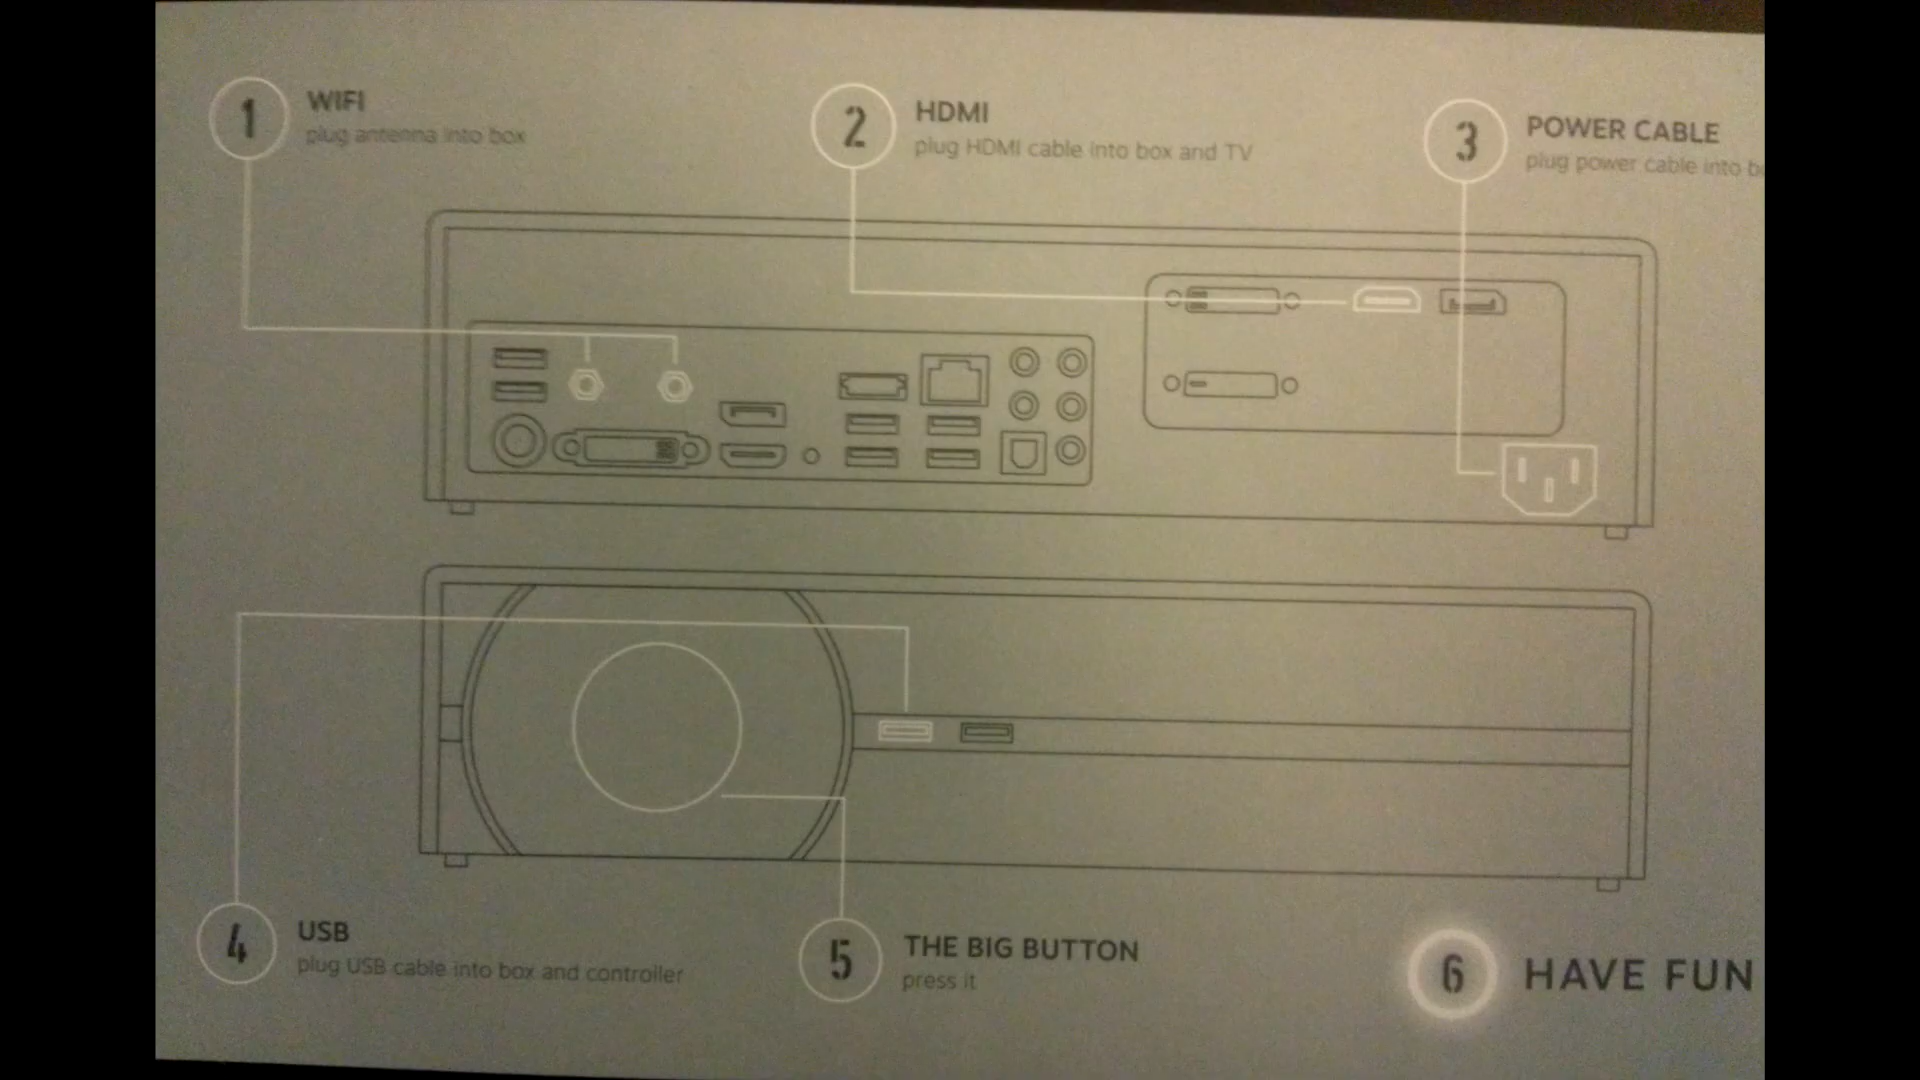 1 WIFI
plug antenna into box
2 HDMI
plug HDMI cable into box and TV
3 POWER CABLE
plug power cable into
4 USB
plug USB cable into box and controller
5 THE BIG BUTTON
press it
6 HAVE FUN